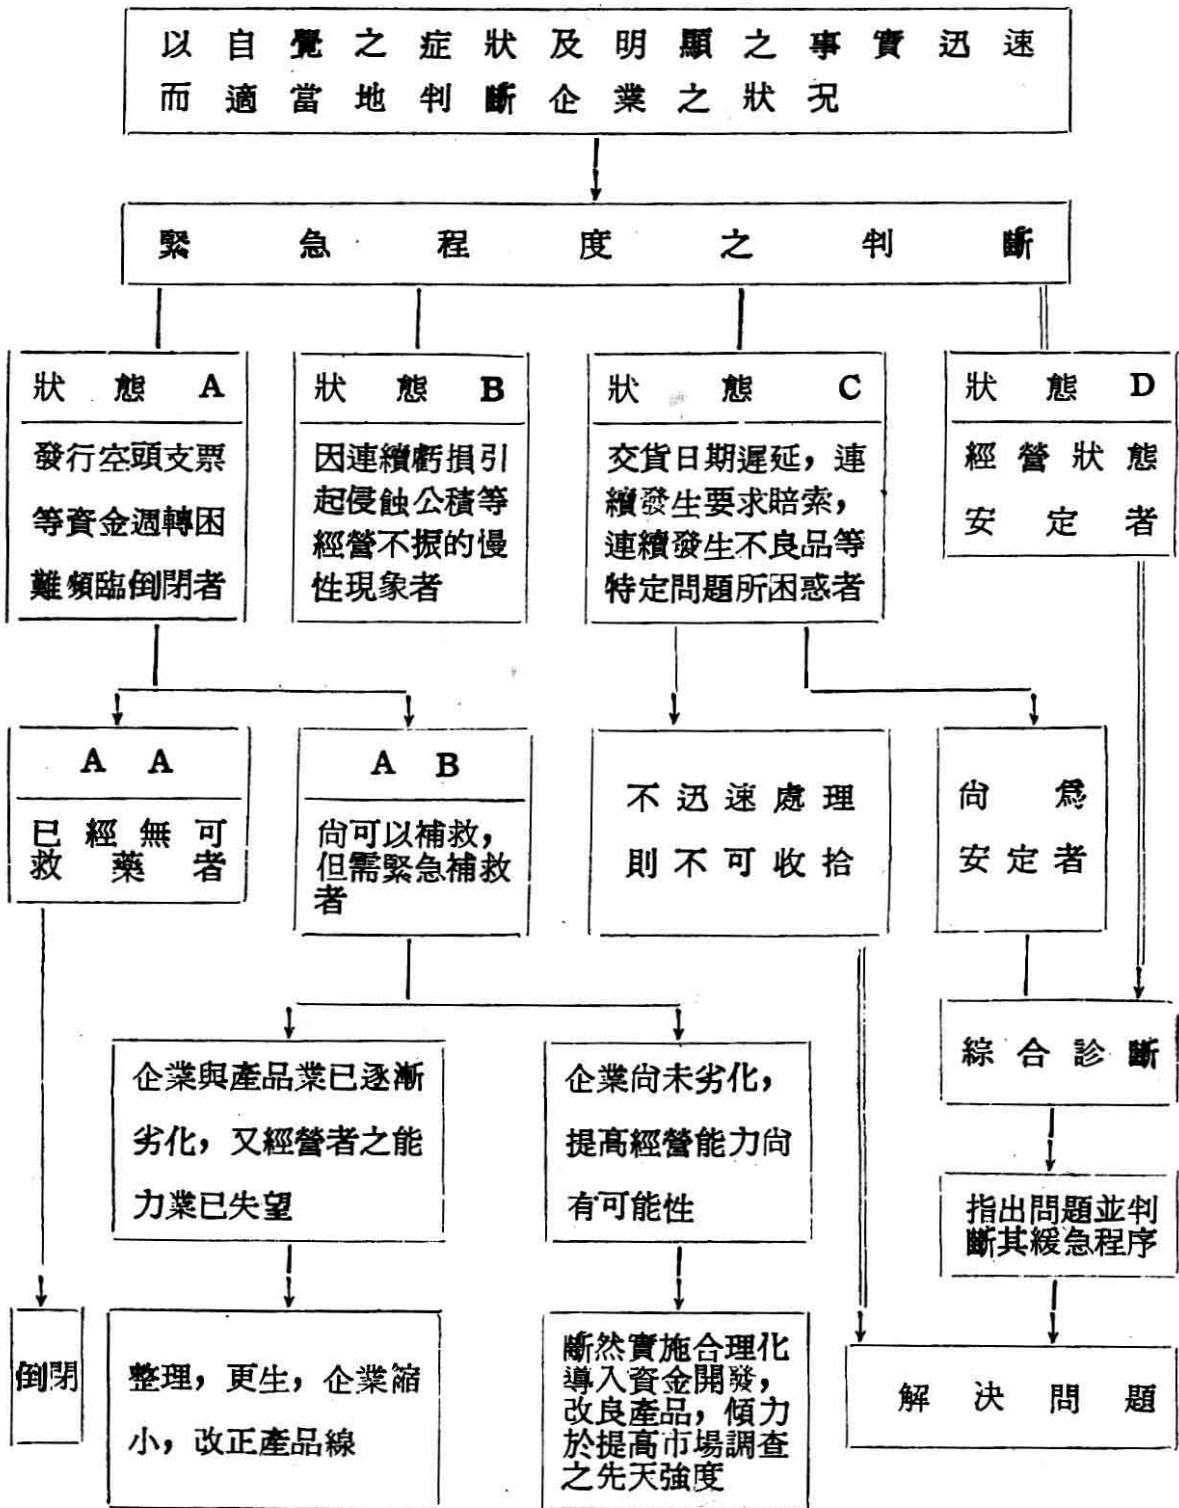 以自覺之症狀及明顯之事實迅速
而適當地判斷企業之狀況
緊急程度之判斷
狀態A
發行空頭支票
等資金週轉困
難頻臨倒閉者
狀態B
因連續虧損引
起侵蝕公積等
經營不振的慢
性現象者
狀態C
交貨日期遲延，連
續發生要求賠索，
連續發生不良品等
特定問題所困惑者
狀態D
經營狀態
安定者
A A
已經無可
救藥者
A B
尙可以補救，
但需緊急補救
者
不迅速處理
則不可收拾
尙爲
安定者
企業與產品業已逐漸
劣化，又經營者之能
力業已失望
企業尙未劣化，
提高經營能力尙
有可能性
綜合診斷
指出問題並判
斷其緩急程序
倒閉
整理，更生，企業縮
小，改正產品線
斷然實施合理化
導入資金開發，
改良產品，傾力
於提高市場調查
之先天強度
解決問題